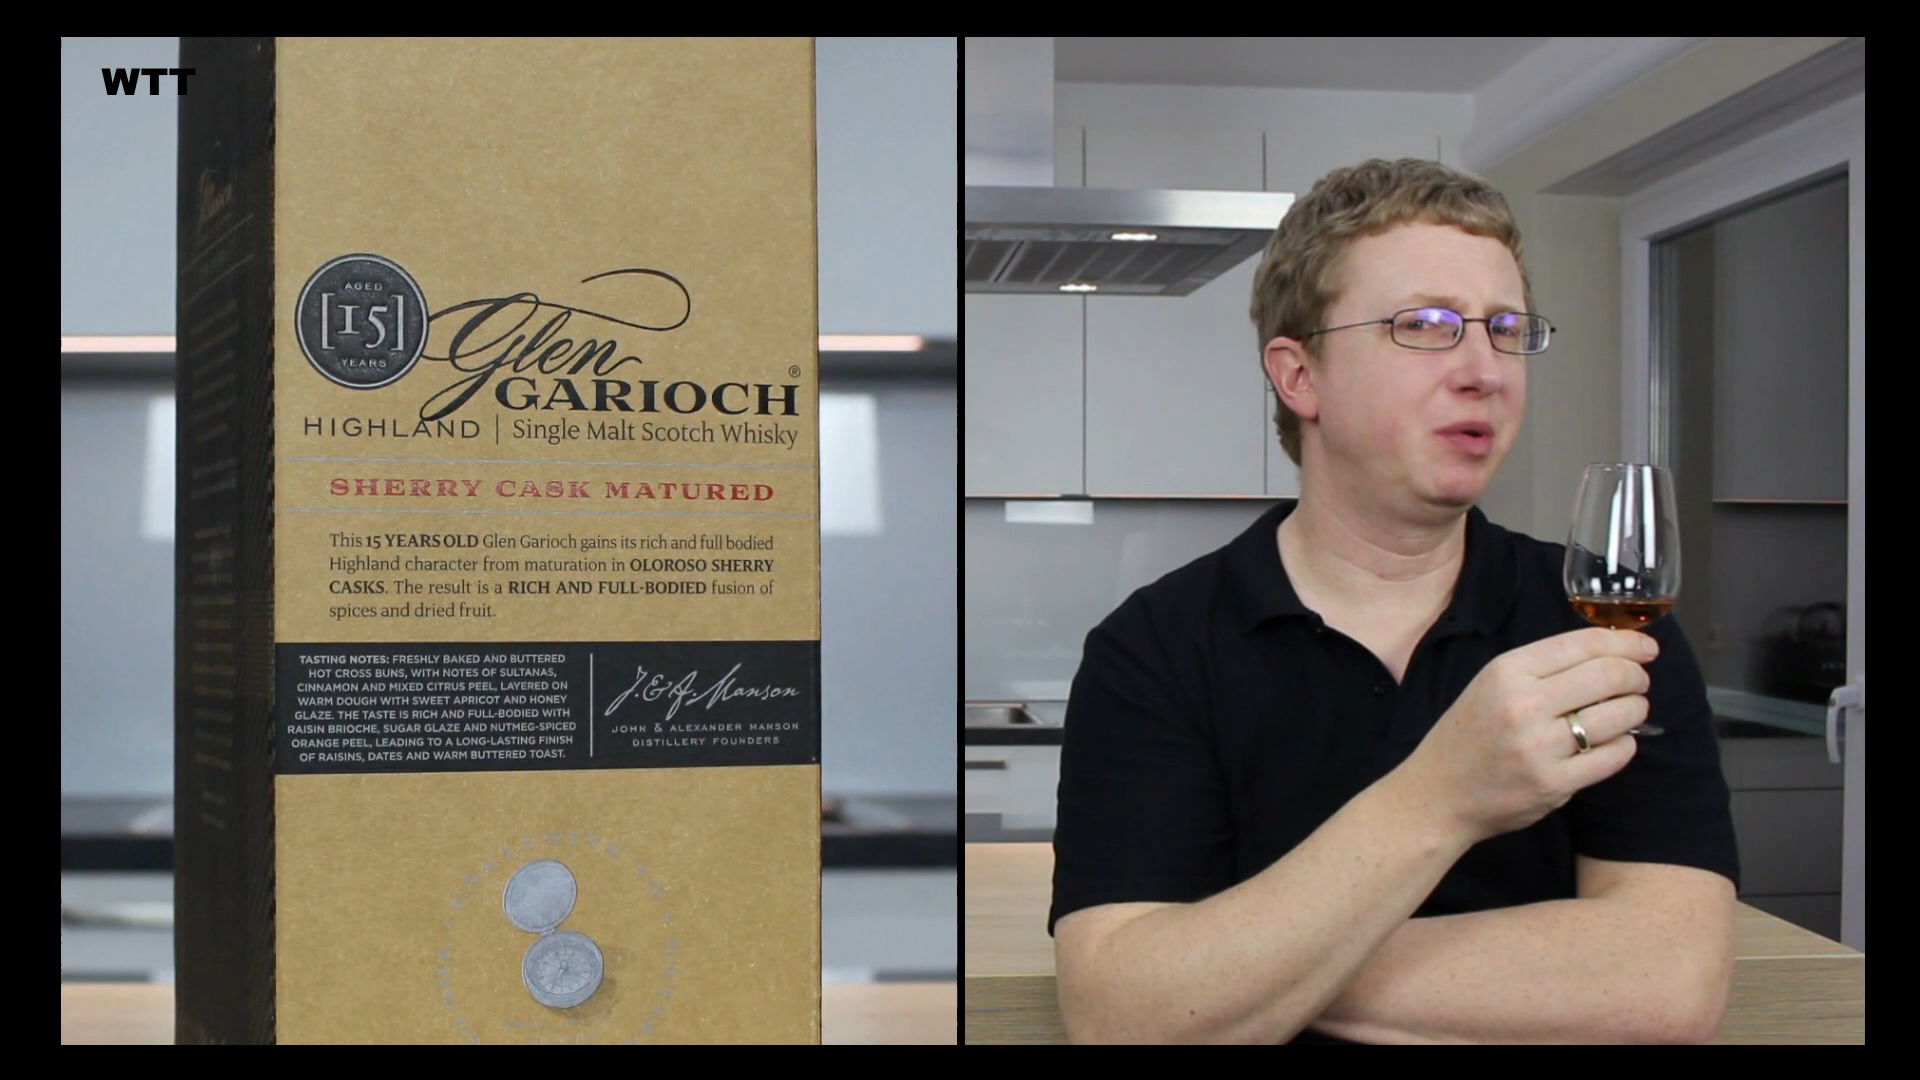 WTT
AGED
[15]
YEARS
Glen
GARIOCH®
HIGHLAND | Single Malt Scotch Whisky
SHERRY CASK MATURED
This 15 YEARS OLD Glen Garioch gains its rich and full bodied
Highland character from maturation in OLOROSO SHERRY
CASKS. The result is a RICH AND FULL-BODIED fusion of
spices and dried fruit.
TASTING NOTES: FRESHLY BAKED AND BUTTERED
HOT CROSS BUNS, WITH NOTES OF SULTANAS,
CINNAMON AND MIXED CITRUS PEEL, LAYERED ON
WARM DOUGH WITH SWEET APRICOT AND HONEY
GLAZE. THE TASTE IS RICH AND FULL-BODIED WITH
RAISIN BRIOCHE, SUGAR GLAZE AND NUTMEG-SPICED
ORANGE PEEL, LEADING TO A LONG-LASTING FINISH
OF RAISINS, DATES AND WARM BUTTERED TOAST.
J. & A. Manson
JOHN & ALEXANDER MANSON
DISTILLERY FOUNDERS